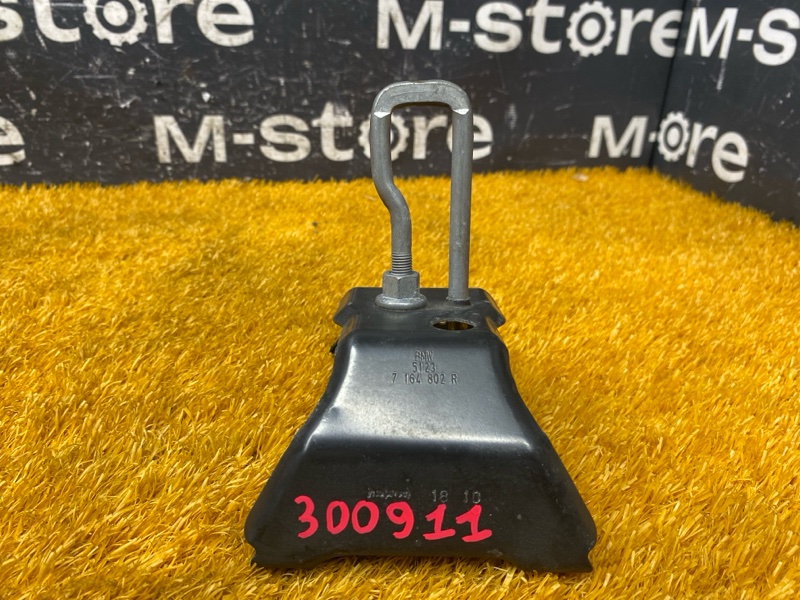 M-store
M-store
M-S
M-store
M-ore
BMW
5123
7 164 802 R
18 10
300911